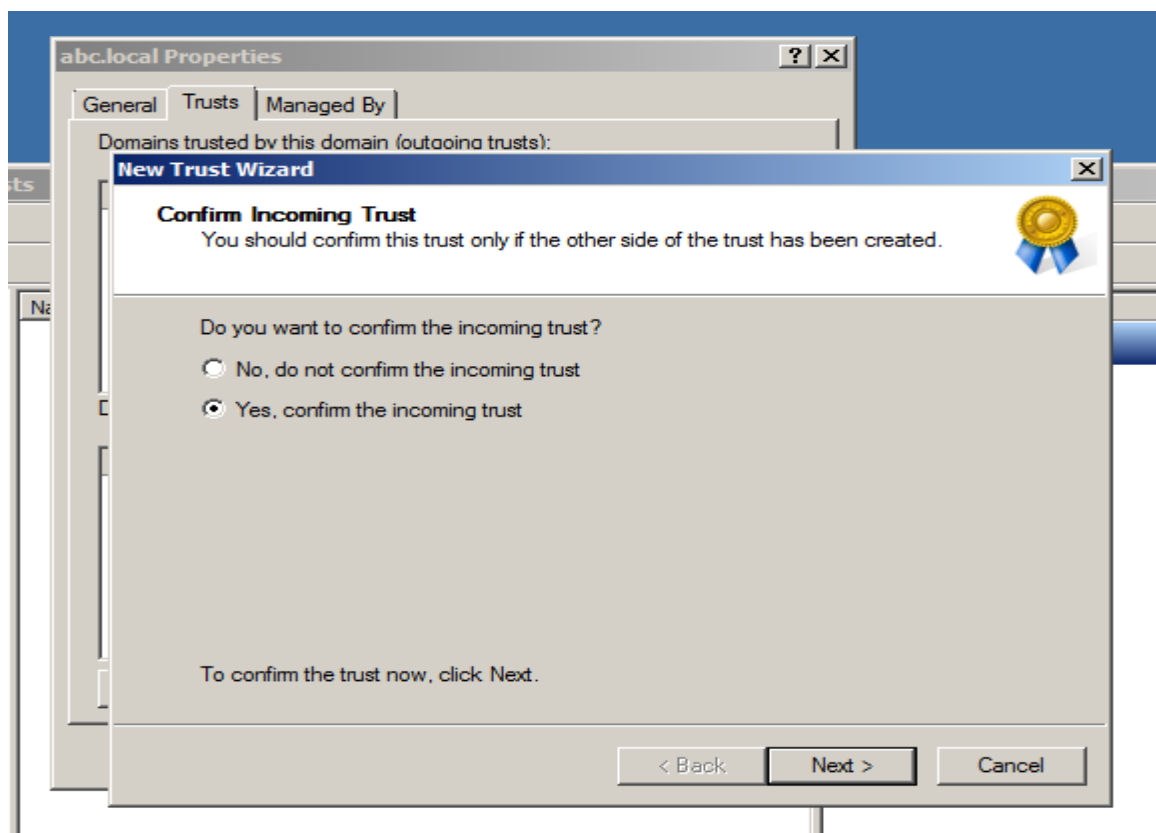 abc.local Properties
General Trusts Managed By
Domains trusted by this domain (outgoing trusts):
New Trust Wizard
Confirm Incoming Trust
You should confirm this trust only if the other side of the trust has been created.
Do you want to confirm the incoming trust?
No, do not confirm the incoming trust
Yes, confirm the incoming trust
To confirm the trust now, click Next.
< Back Next > Cancel